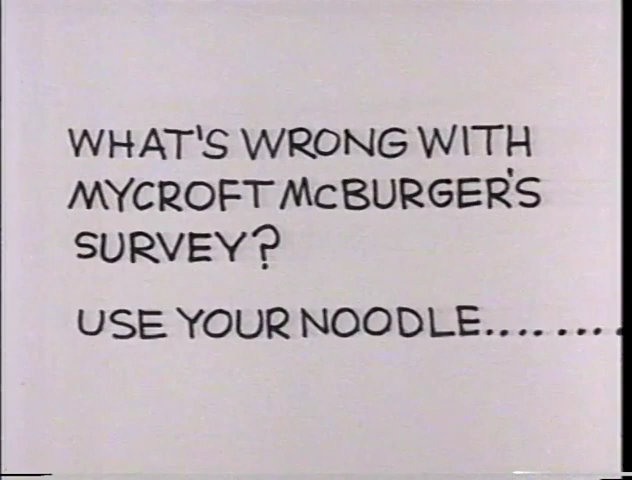 WHAT'S WRONG WITH
MYCROFT McBURGER'S
SURVEY?
USE YOUR NOODLE........